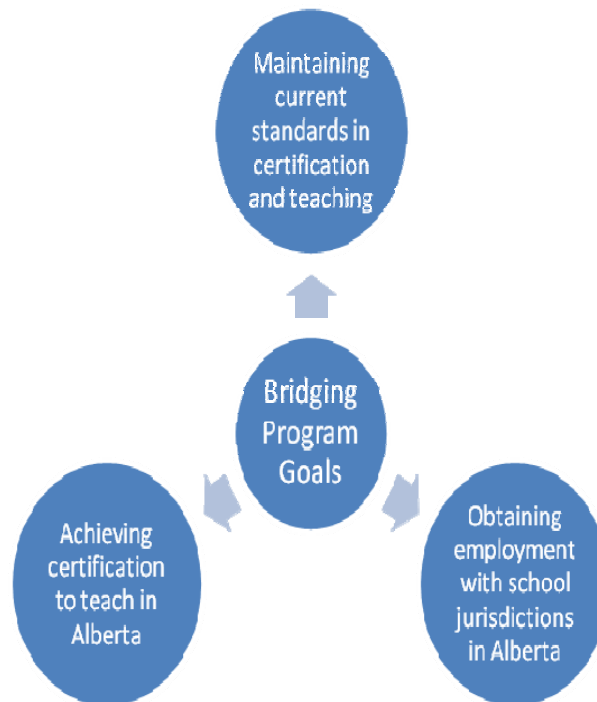 Maintaining
current
standards in
certification
and teaching
Bridging
Program
Goals
Achieving
certification
to teach in
Alberta
Obtaining
employment
with school
jurisdictions
in Alberta